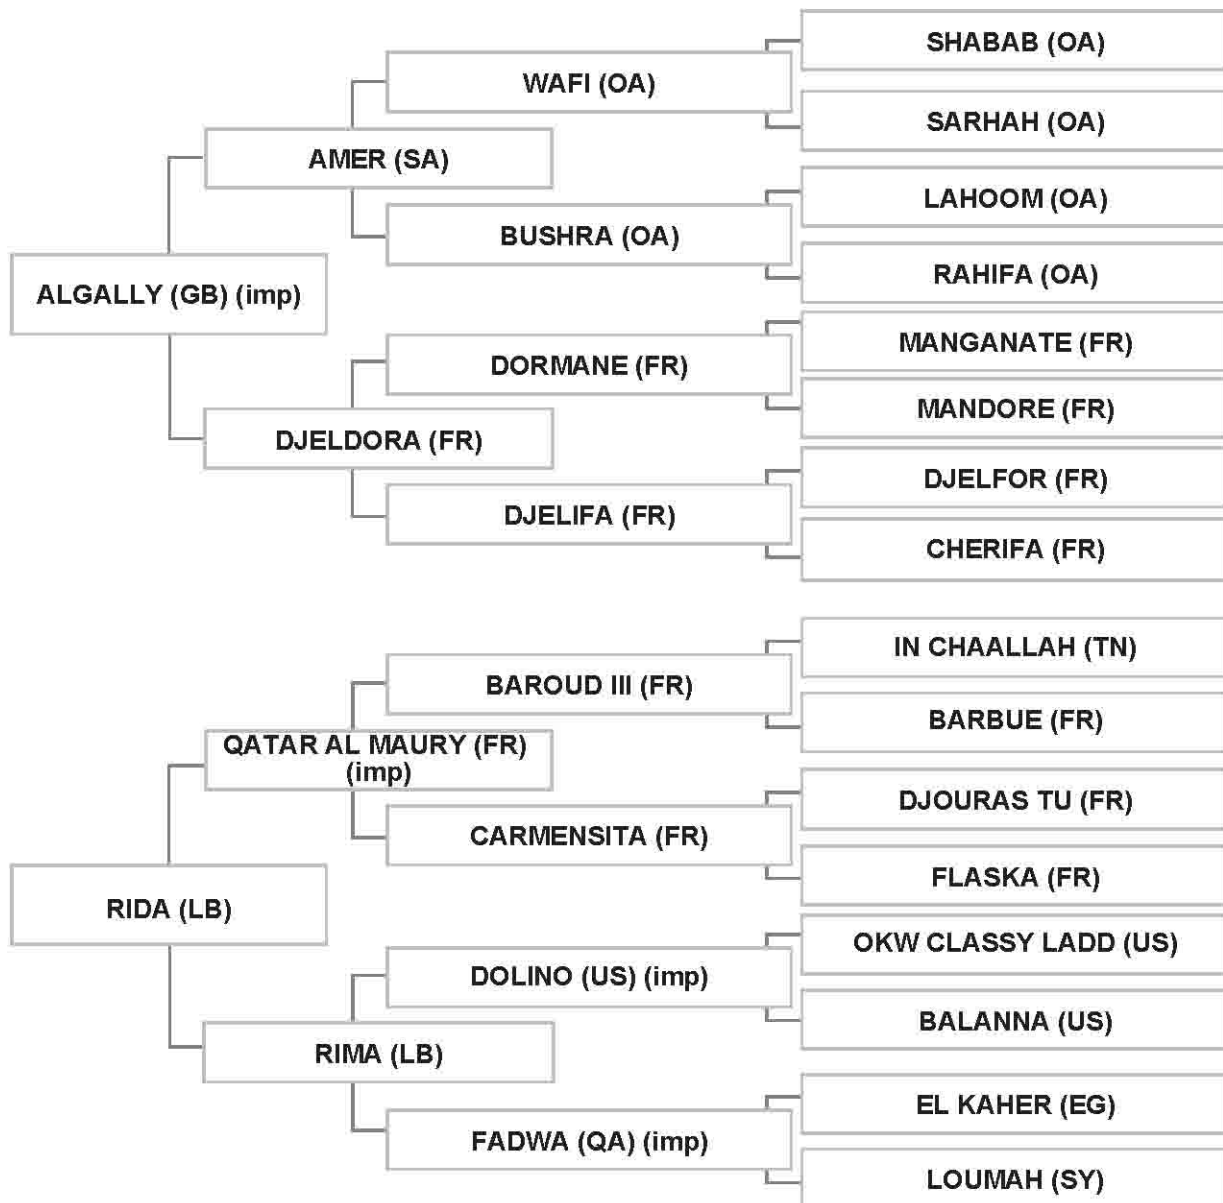 SHABAB (OA)
WAFI (OA)
SARHAH (OA)
AMER (SA)
LAHOOM (OA)
BUSHRA (OA)
RAHIFA (OA)
ALGALLY (GB) (imp)
MANGANATE (FR)
DORMANE (FR)
MANDORE (FR)
DJELDORA (FR)
DJELFOR (FR)
DJELIFA (FR)
CHERIFA (FR)
IN CHAALLAH (TN)
BAROUD III (FR)
BARBUE (FR)
QATAR AL MAURY (FR)
(imp)
DJOURAS TU (FR)
CARMENSITA (FR)
FLASKA (FR)
RIDA (LB)
OKW CLASSY LADD (US)
DOLINO (US) (imp)
BALANNA (US)
RIMA (LB)
EL KAHER (EG)
FADWA (QA) (imp)
LOUMAH (SY)